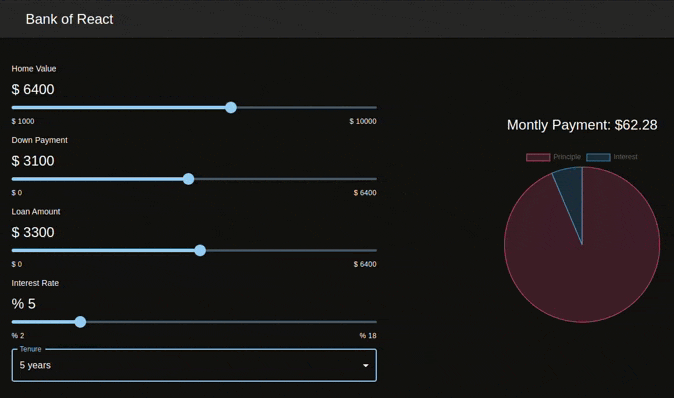 Bank of React
Home Value
$ 6400
$ 1000 $ 10000
Down Payment
$ 3100
$ 0 $ 6400
Loan Amount
$ 3300
$ 0 $ 6400
Interest Rate
% 5
% 2 % 18
Tenure
5 years
Montly Payment: $62.28
Principle Interest